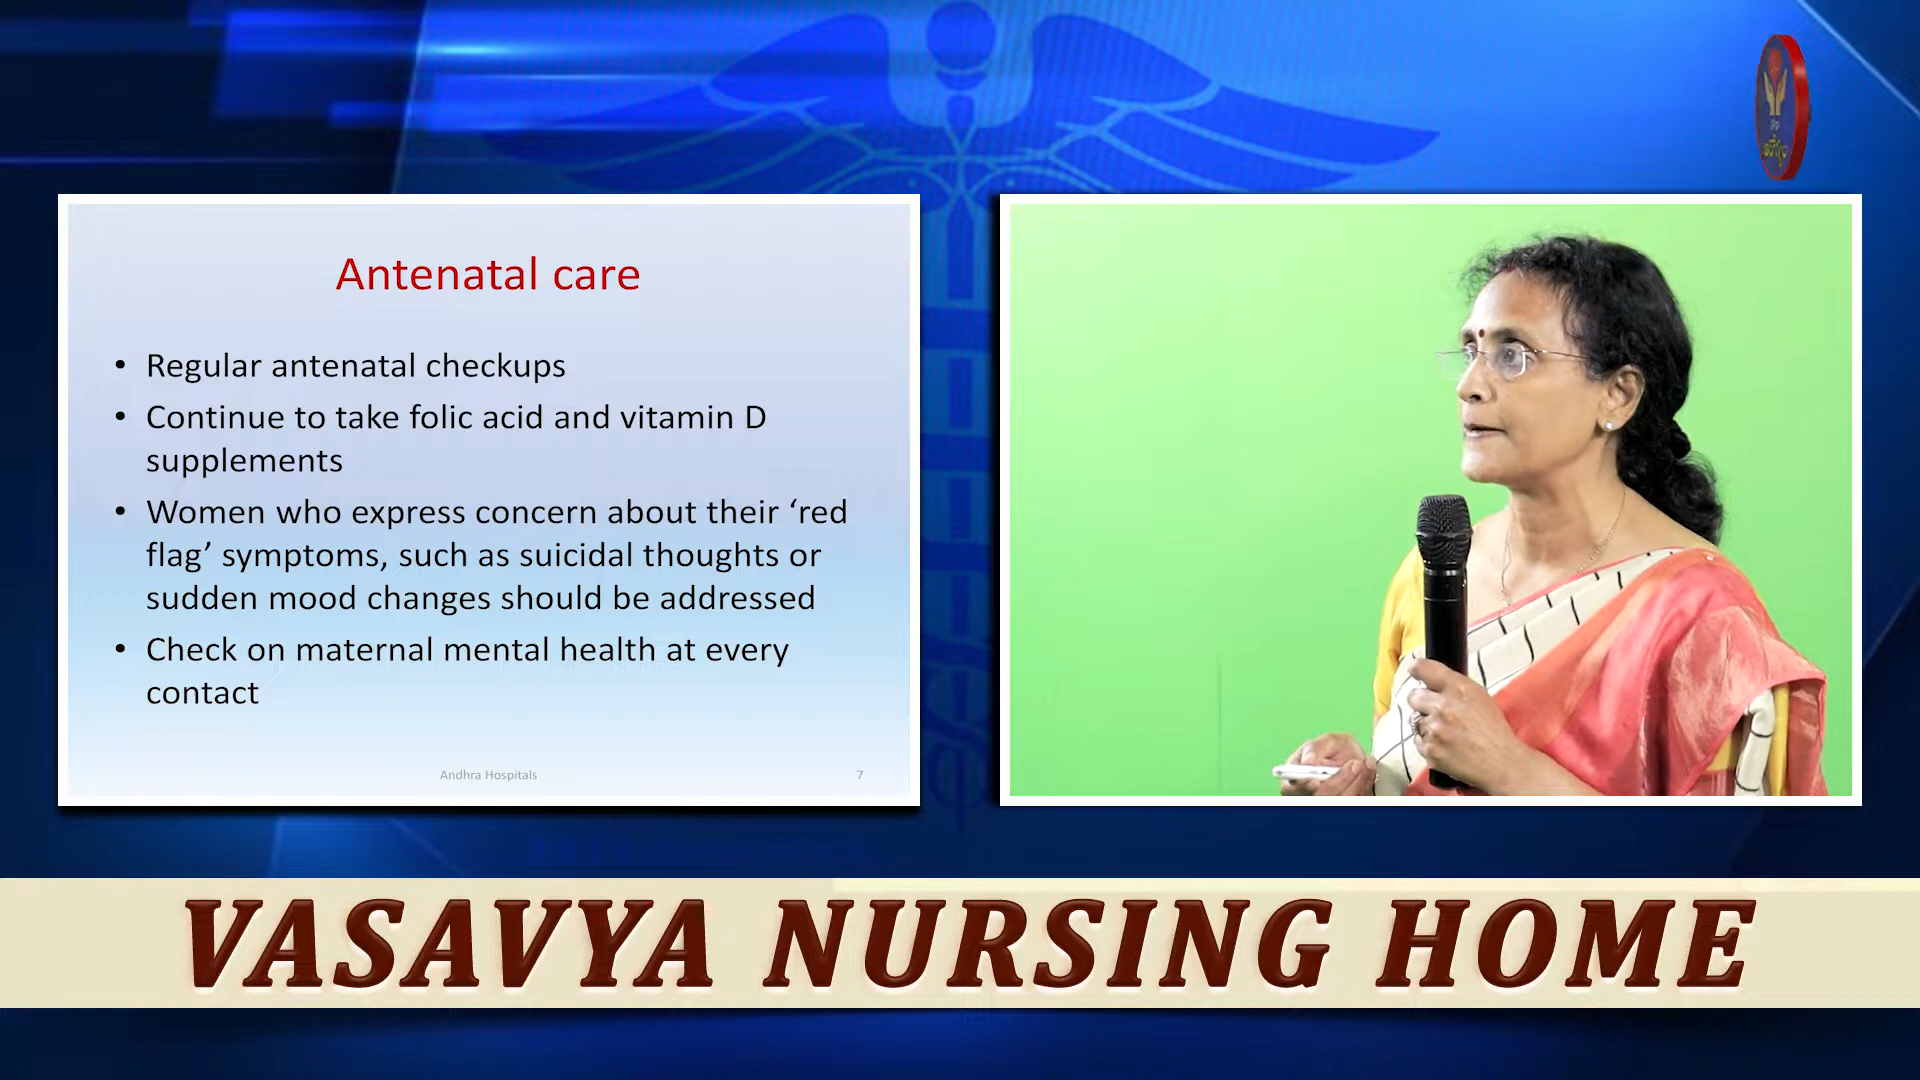 Antenatal care
• Regular antenatal checkups
• Continue to take folic acid and vitamin D
supplements
• Women who express concern about their ‘red
flag’ symptoms, such as suicidal thoughts or
sudden mood changes should be addressed
• Check on maternal mental health at every
contact
Andhra Hospitals
7
VASAVYA NURSING HOME